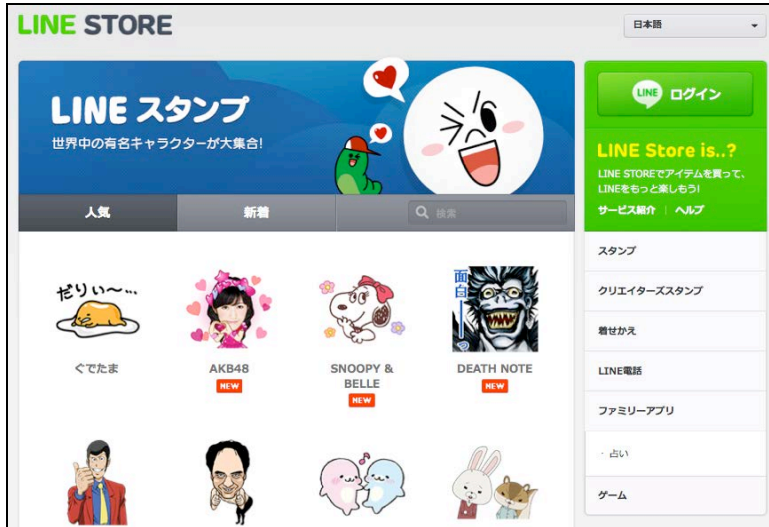 LINE STORE
日本語
LINE スタンプ
世界中の有名キャラクターが大集合!
人気
新着
検索
LINE
ログイン
LINE Store is..?
LINE STOREでアイテムを買って、
LINEをもっと楽しもう!
サービス紹介 | ヘルプ
スタンプ
クリエイターズスタンプ
着せかえ
LINE電話
ファミリーアプリ
· 占い
ゲーム
だりぃ〜…
面白ーっ
ぐでたま
AKB48
NEW
SNOOPY &
BELLE
NEW
DEATH NOTE
NEW